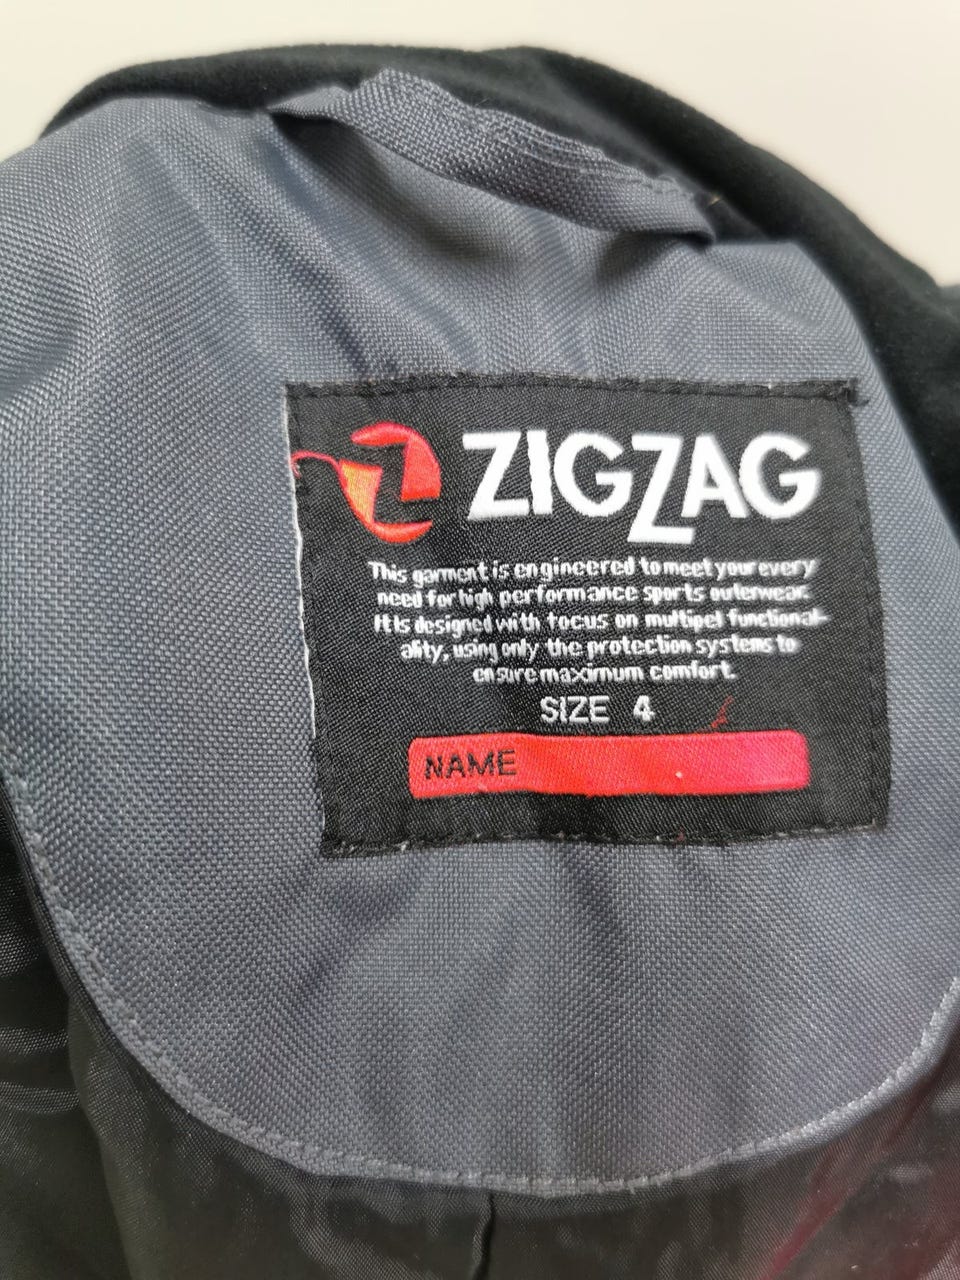 Z ZIGZAG
This garment is engineered to meet your every
need for high performance sports outerwear.
It is designed with focus on multipel functional-
ality, using only the protection systems to
ensure maximum comfort.
SIZE 4
NAME